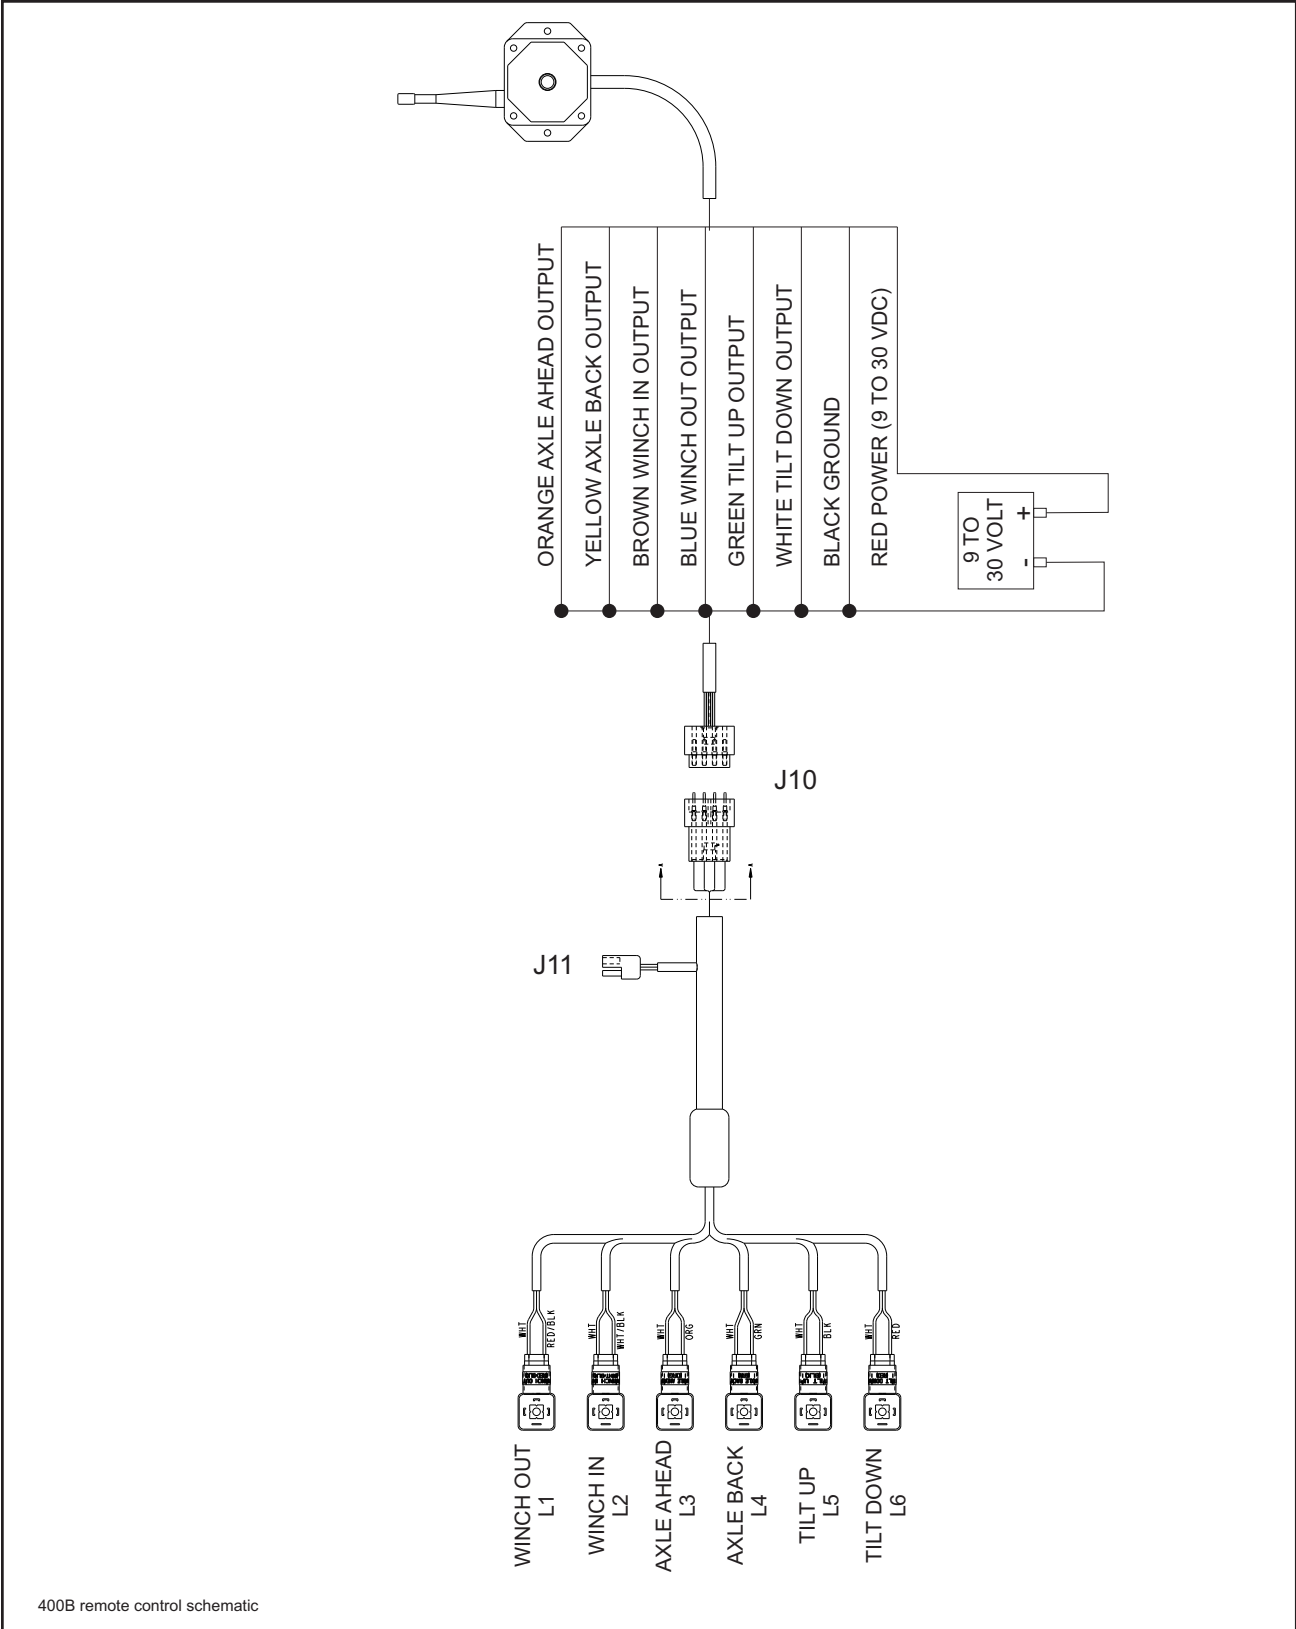 ORANGE AXLE AHEAD OUTPUT
YELLOW AXLE BACK OUTPUT
BROWN WINCH IN OUTPUT
BLUE WINCH OUT OUTPUT
GREEN TILT UP OUTPUT
WHITE TILT DOWN OUTPUT
BLACK GROUND
RED POWER (9 TO 30 VDC)
9 TO
30 VOLT
+
-
J10
J11
WHT
RED/BLK
WHT
WHT/BLK
WHT
ORG
WHT
GRN
WHT
BLK
WHT
RED
WINCH OUT
L1
WINCH IN
L2
AXLE AHEAD
L3
AXLE BACK
L4
TILT UP
L5
TILT DOWN
L6
400B remote control schematic